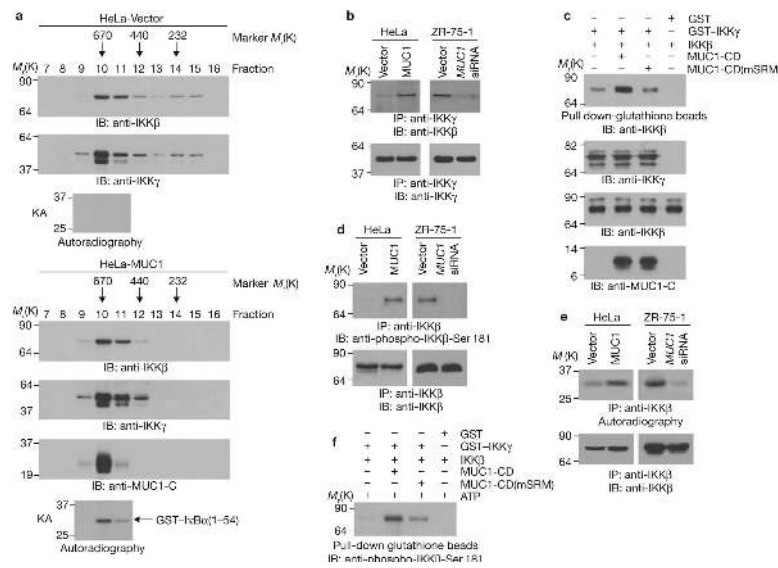 a
HeLa-Vector
670 440 232 Marker Mr(K)
Mr(K) 7 8 9 10 11 12 13 14 15 16 Fraction
90
64
IB: anti-IKKβ
64
37
IB: anti-IKKγ
37
KA
25
Autoradiography
HeLa-MUC1
670 440 232 Marker Mr(K)
Mr(K)
7 8 9 10 11 12 13 14 15 16 Fraction
90
64
IB: anti-IKKβ
64
37
IB: anti-IKKγ
25
19
IB: anti-MUC1-C
37
KA GST-IκBα(1–54)
25
Autoradiography
b
HeLa ZR-75-1
Vector MUC1 Vector MUC1 siRNA
Mr(K)
90
64
IP: anti-IKKγ
IB: anti-IKKβ
64
37
IP: anti-IKKγ
IB: anti-IKKγ
c
– – – + GST
+ + + – GST–IKKγ
+ + + + IKKβ
– + – – MUC1-CD
– – + – MUC1-CD(mSRM)
Mr(K)
90
64
Pull down-glutathione beads
IB: anti-IKKβ
82
64
IB: anti-IKKγ
90
64
IB: anti-IKKβ
14
6
IB: anti-MUC1-C
d
HeLa ZR-75-1
Vector MUC1 Vector MUC1 siRNA
Mr(K)
90
64
IP: anti-IKKβ
IB: anti-phospho-IKKβ-Ser 181
90
64
IP: anti-IKKβ
IB: anti-IKKβ
e
HeLa ZR-75-1
Vector MUC1 Vector MUC1 siRNA
Mr(K)
37
25
IP: anti-IKKβ
Autoradiography
90
64
IP: anti-IKKβ
IB: anti-IKKβ
f
– – – + GST
+ + + – GST–IKKγ
+ + + + IKKβ
– + – – MUC1-CD
– – + – MUC1-CD(mSRM)
ATP
Mr(K)
90
64
Pull-down glutathione beads
IB: anti-phospho-IKKβ-Ser 181